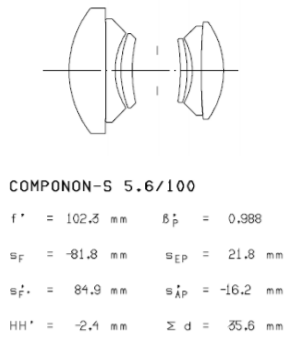 COMPONON-S 5.6/100
f' = 102.3 mm β'P = 0.988
sF = -81.8 mm sEP = 21.8 mm
s'F' = 84.9 mm s'AP = -16.2 mm
HH' = -2.4 mm Σ d = 35.6 mm